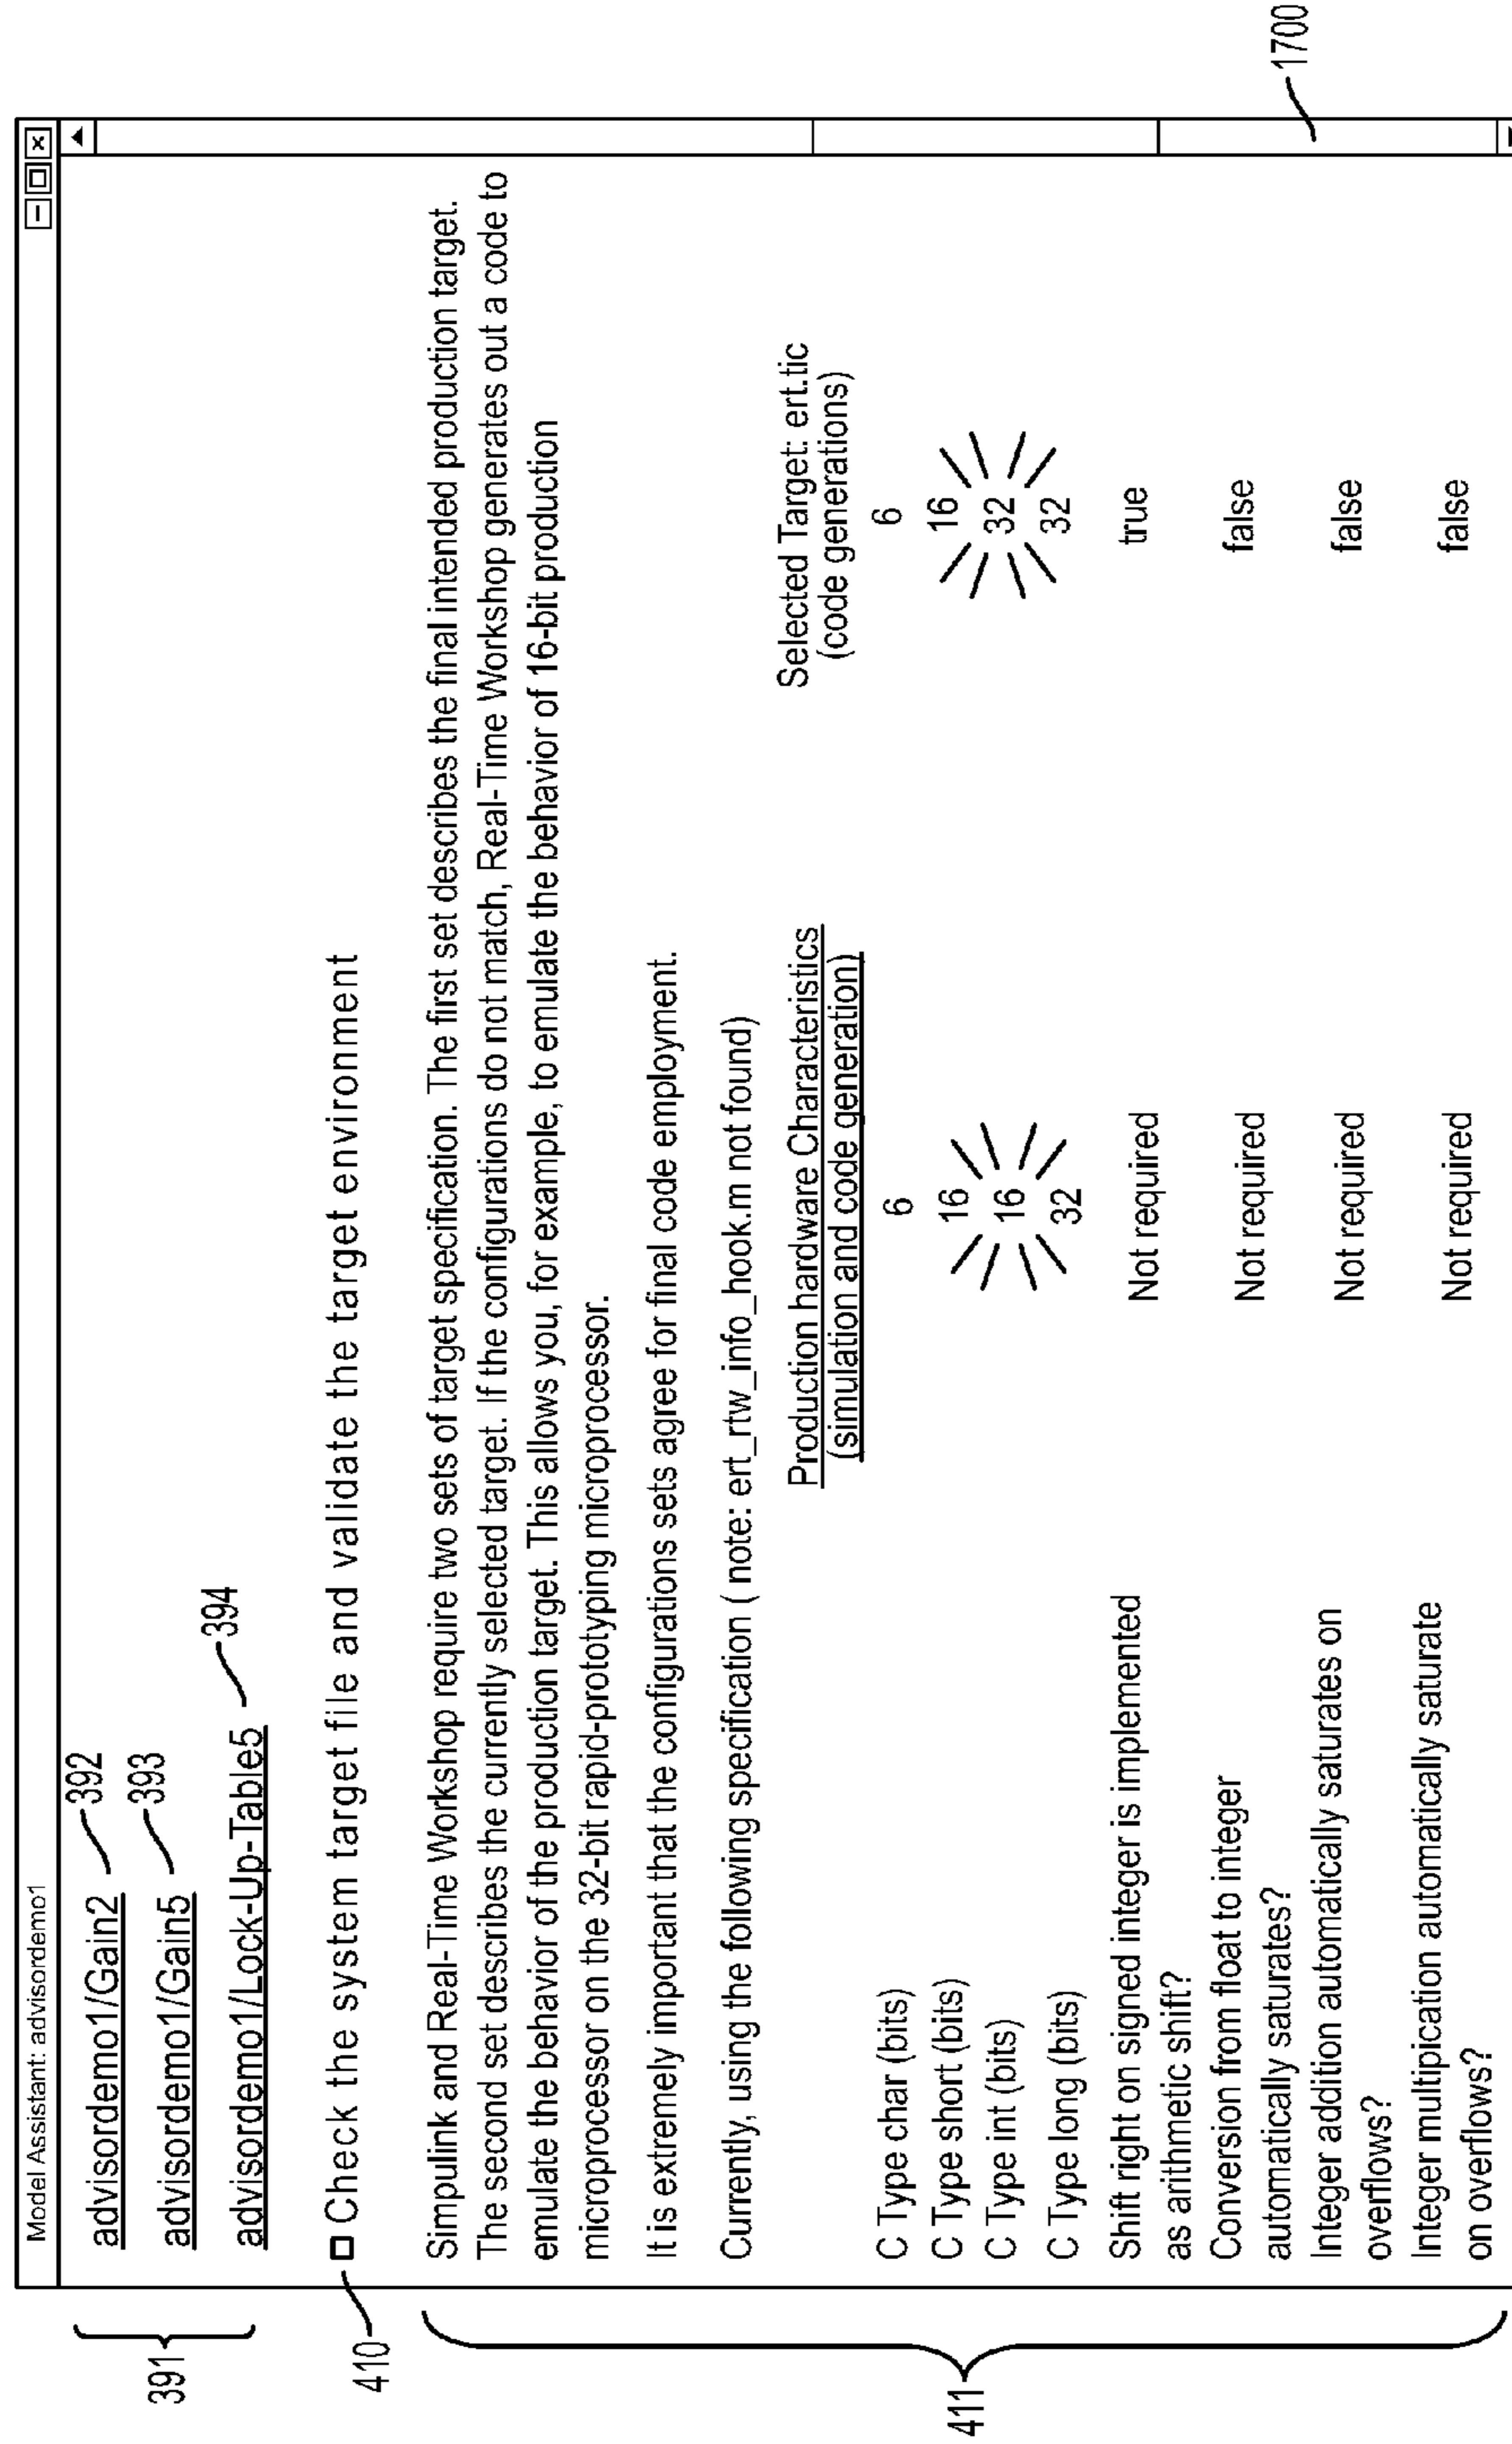 Model Assistant: advisordemo1
391
advisordemo1/Gain2 392
advisordemo1/Gain5 393
advisordemo1/Lock-Up-Table5 394
410 Check the system target file and validate the target environment
Simpulink and Real-Time Workshop require two sets of target specification. The first set describes the final intended production target.
The second set describes the currently selected target. If the configurations do not match, Real-Time Workshop generates out a code to
emulate the behavior of the production target. This allows you, for example, to emulate the behavior of 16-bit production
microprocessor on the 32-bit rapid-prototyping microprocessor.
It is extremely important that the configurations sets agree for final code employment.
Currently, using the following specification ( note: ert_rtw_info_hook.m not found)
411
Production hardware Characteristics Selected Target: ert.tic
(simulation and code generation) (code generations)
C Type char (bits) 6 6
C Type short (bits) 16 16
C Type int (bits) 16 32
C Type long (bits) 32 32
Shift right on signed integer is implemented Not required true
as arithmetic shift?
Conversion from float to integer Not required false
automatically saturates?
Integer addition automatically saturates on Not required false
overflows?
Integer multipication automatically saturate Not required false
on overflows?
1700